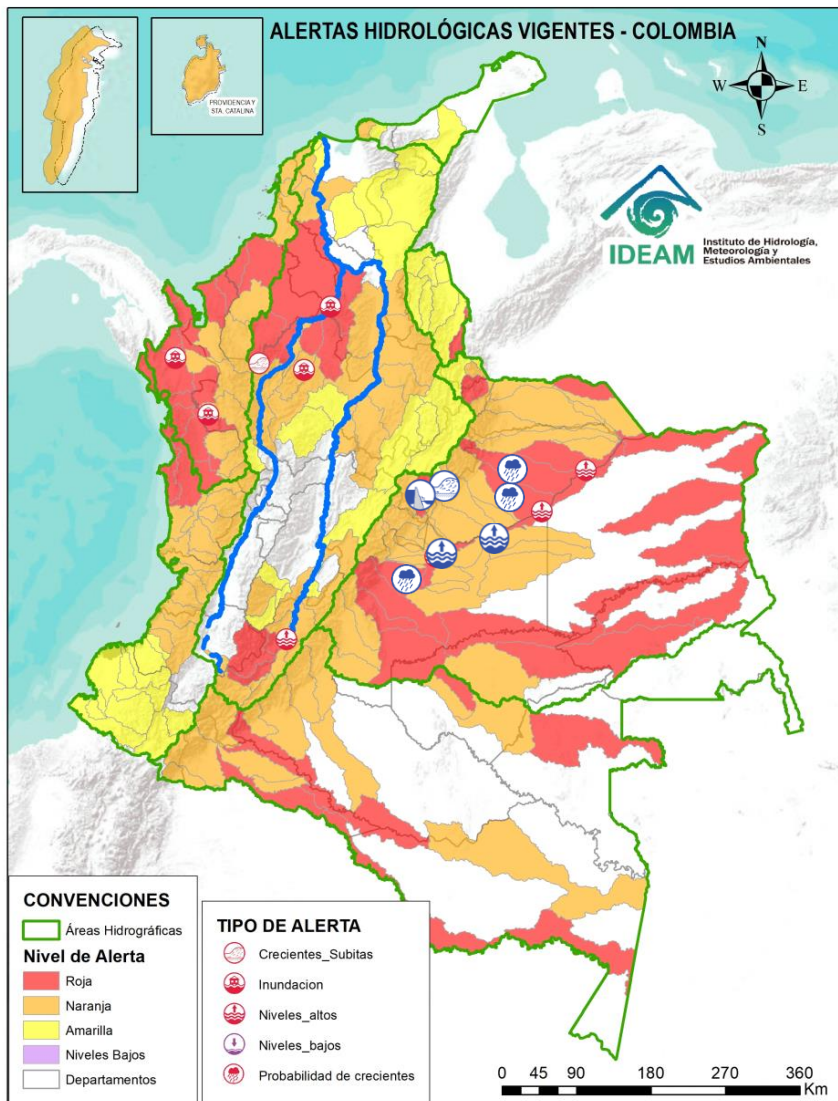 ALERTAS HIDROLÓGICAS VIGENTES - COLOMBIA
PROVIDENCIA Y
STA. CATALINA
N
W
E
S
IDEAM
Instituto de Hidrología,
Meteorología y
Estudios Ambientales
CONVENCIONES
Áreas Hidrográficas
Nivel de Alerta
Roja
Naranja
Amarilla
Niveles Bajos
Departamentos
TIPO DE ALERTA
Crecientes_Subitas
Inundacion
Niveles_altos
Niveles_bajos
Probabilidad de crecientes
0 45 90 180 270 360
Km